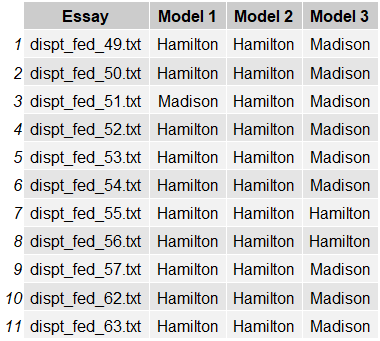 Essay Model 1 Model 2 Model 3
1 dispt_fed_49.txt Hamilton Hamilton Madison
2 dispt_fed_50.txt Hamilton Hamilton Madison
3 dispt_fed_51.txt Madison Hamilton Madison
4 dispt_fed_52.txt Hamilton Hamilton Madison
5 dispt_fed_53.txt Hamilton Hamilton Madison
6 dispt_fed_54.txt Hamilton Hamilton Madison
7 dispt_fed_55.txt Hamilton Hamilton Hamilton
8 dispt_fed_56.txt Hamilton Hamilton Hamilton
9 dispt_fed_57.txt Hamilton Hamilton Madison
10 dispt_fed_62.txt Hamilton Hamilton Madison
11 dispt_fed_63.txt Hamilton Hamilton Madison